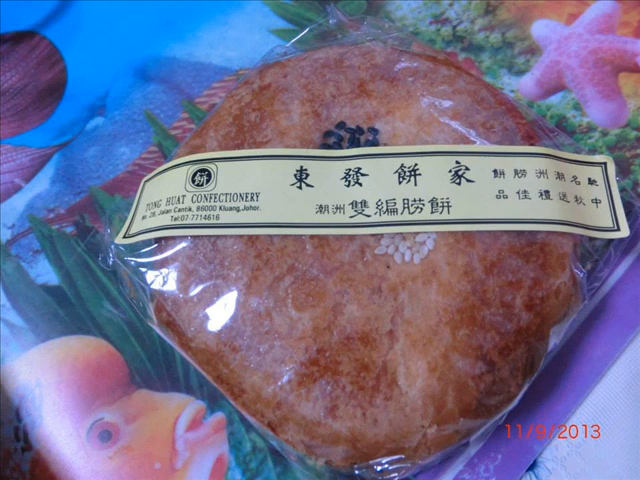 餅
TONG HUAT CONFECTIONERY
No. 28, Jalan Cantik, 86000 Kluang, Johor.
Tel:07-7714616
東發餅家
潮洲 雙編朥餅
馳名潮洲朥餅
中秋送禮佳品
11/9/2013